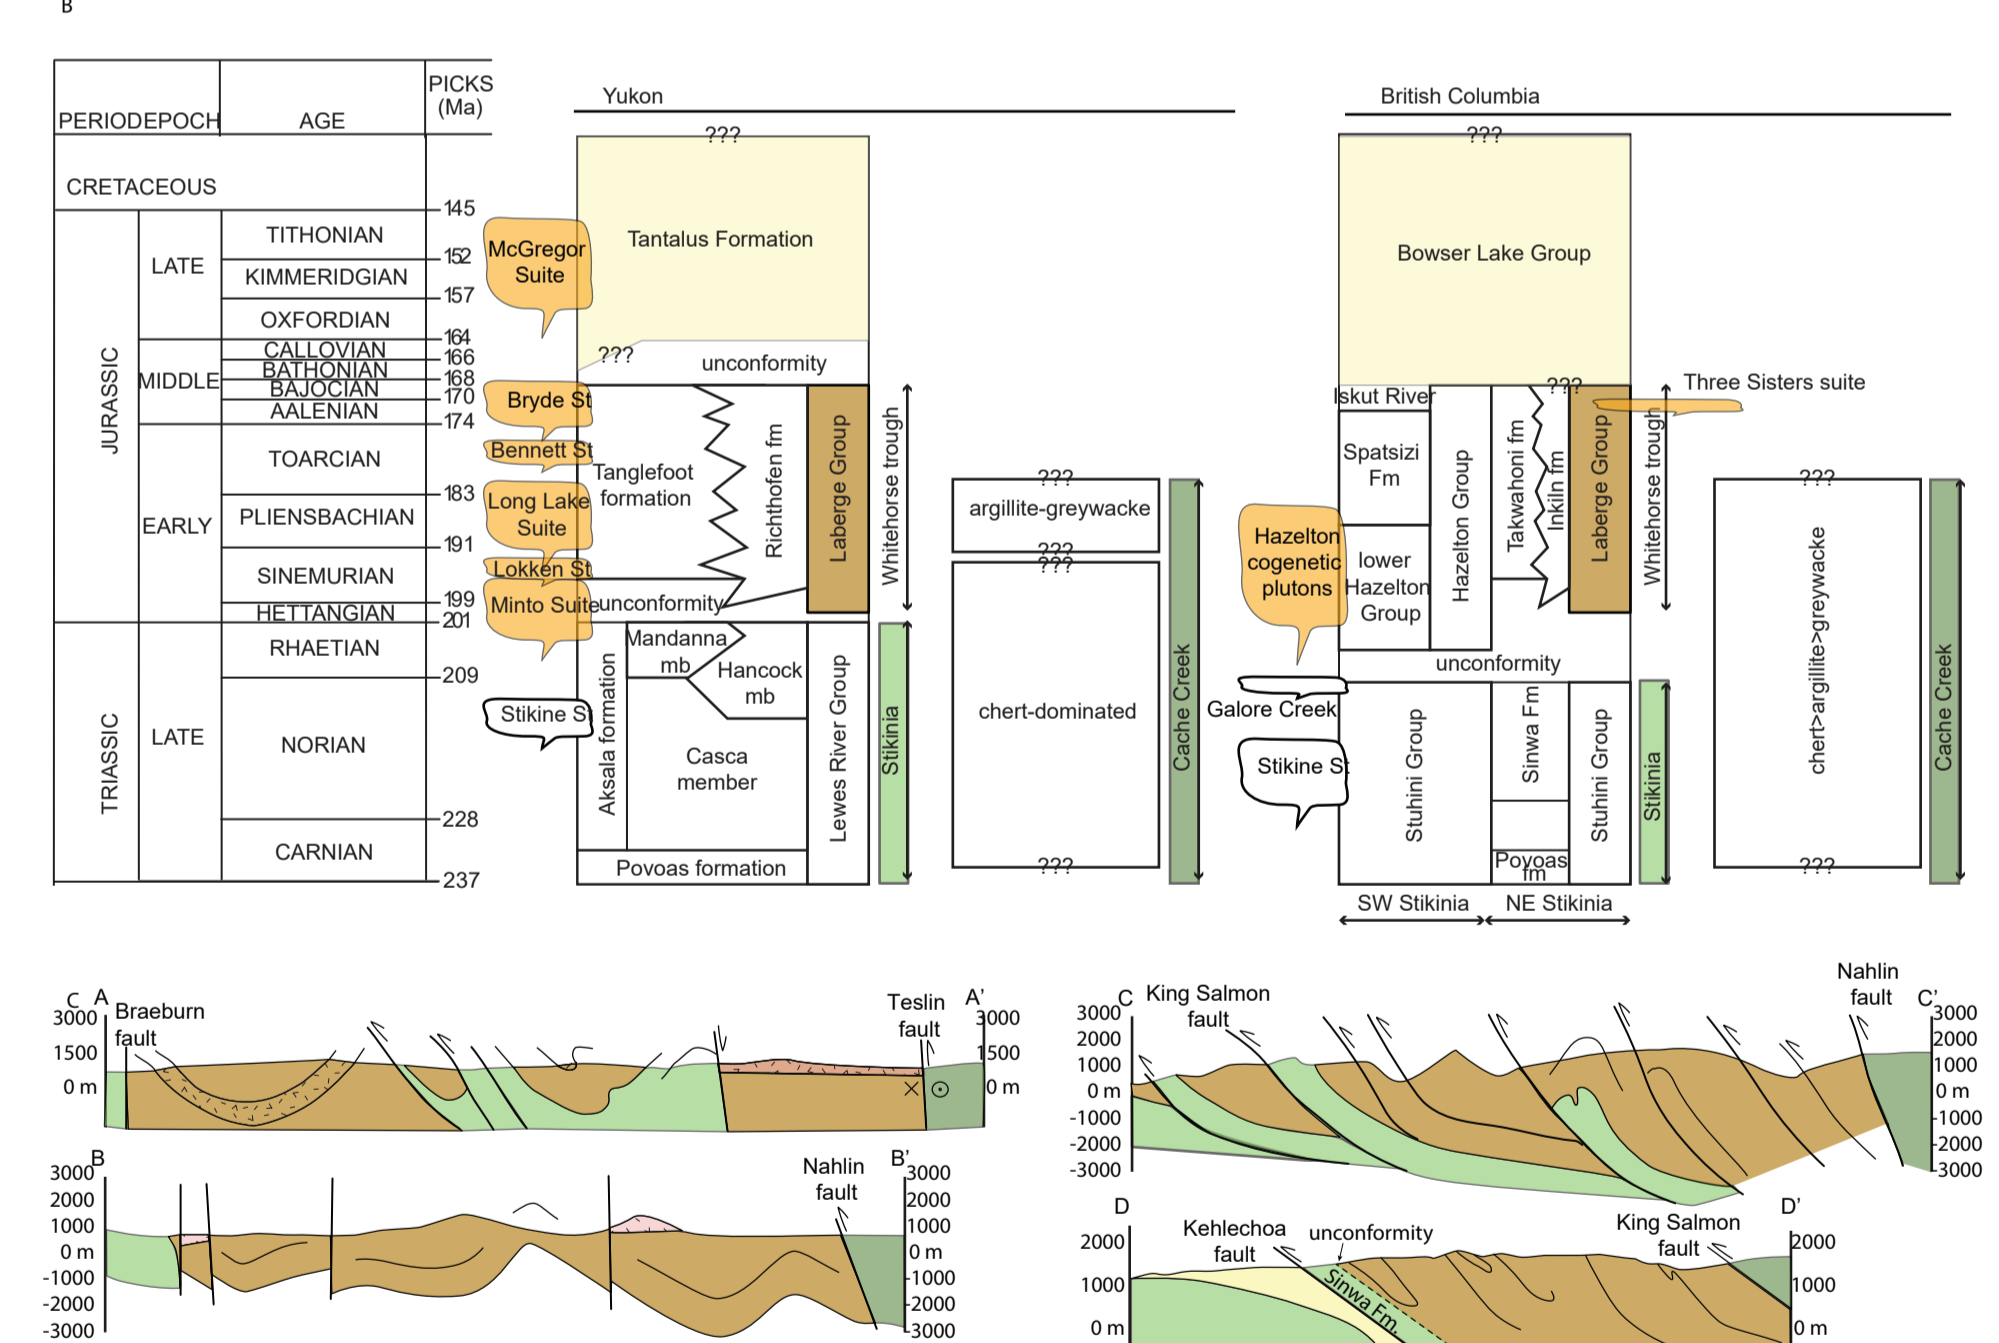 B
PERIOD
EPOCH
AGE
PICKS
(Ma)
CRETACEOUS
JURASSIC
TRIASSIC
LATE
MIDDLE
EARLY
LATE
TITHONIAN
KIMMERIDGIAN
OXFORDIAN
CALLOVIAN
BATHONIAN
BAJOCIAN
AALENIAN
TOARCIAN
PLIENSBACHIAN
SINEMURIAN
HETTANGIAN
RHAETIAN
NORIAN
CARNIAN
145
152
157
164
166
168
170
174
183
191
199
201
209
228
237
McGregor
Suite
Bryde St
Bennett St
Long Lake
Suite
Lokken St
Minto Suite
Stikine S
Yukon
???
Tantalus Formation
???
unconformity
Tanglefoot
formation
Richthofen fm
Laberge Group
Whitehorse trough
unconformity
Mandanna
mb
Hancock
mb
Aksala formation
Casca
member
Lewes River Group
Stikinia
Povoas formation
???
argillite-greywacke
???
???
chert-dominated
???
Cache Creek
British Columbia
???
Bowser Lake Group
Iskut River
???
Three Sisters suite
Spatsizi
Fm
Hazelton Group
Takwahoni fm
Inkiln fm
Laberge Group
Whitehorse trough
Hazelton
cogenetic
plutons
lower
Hazelton
Group
unconformity
Galore Creek
Stikine S
Stuhini Group
Sinwa Fm
Stuhini Group
Stikinia
Povoas
fm
SW Stikinia
NE Stikinia
???
chert>argillite>greywacke
???
Cache Creek
C
A
Braeburn
fault
Teslin
fault
A'
3000
1500
0 m
3000
1500
0 m
B
Nahlin
fault
B'
3000
2000
1000
0 m
-1000
-2000
-3000
3000
2000
1000
0 m
-1000
-2000
-3000
C
King Salmon
fault
Nahlin
fault
C'
3000
2000
1000
0 m
-1000
-2000
-3000
3000
2000
1000
0 m
-1000
-2000
-3000
D
Kehlechoa
fault
unconformity
King Salmon
fault
D'
2000
1000
0 m
Sinwa Fm.
2000
1000
0 m